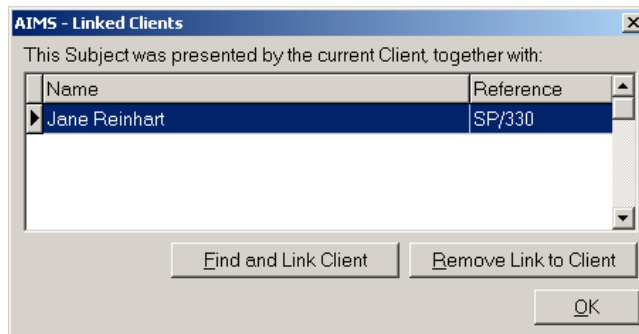 AIMS - Linked Clients
This Subject was presented by the current Client, together with:
Name Reference
Jane Reinhart SP/330
Find and Link Client Remove Link to Client
OK